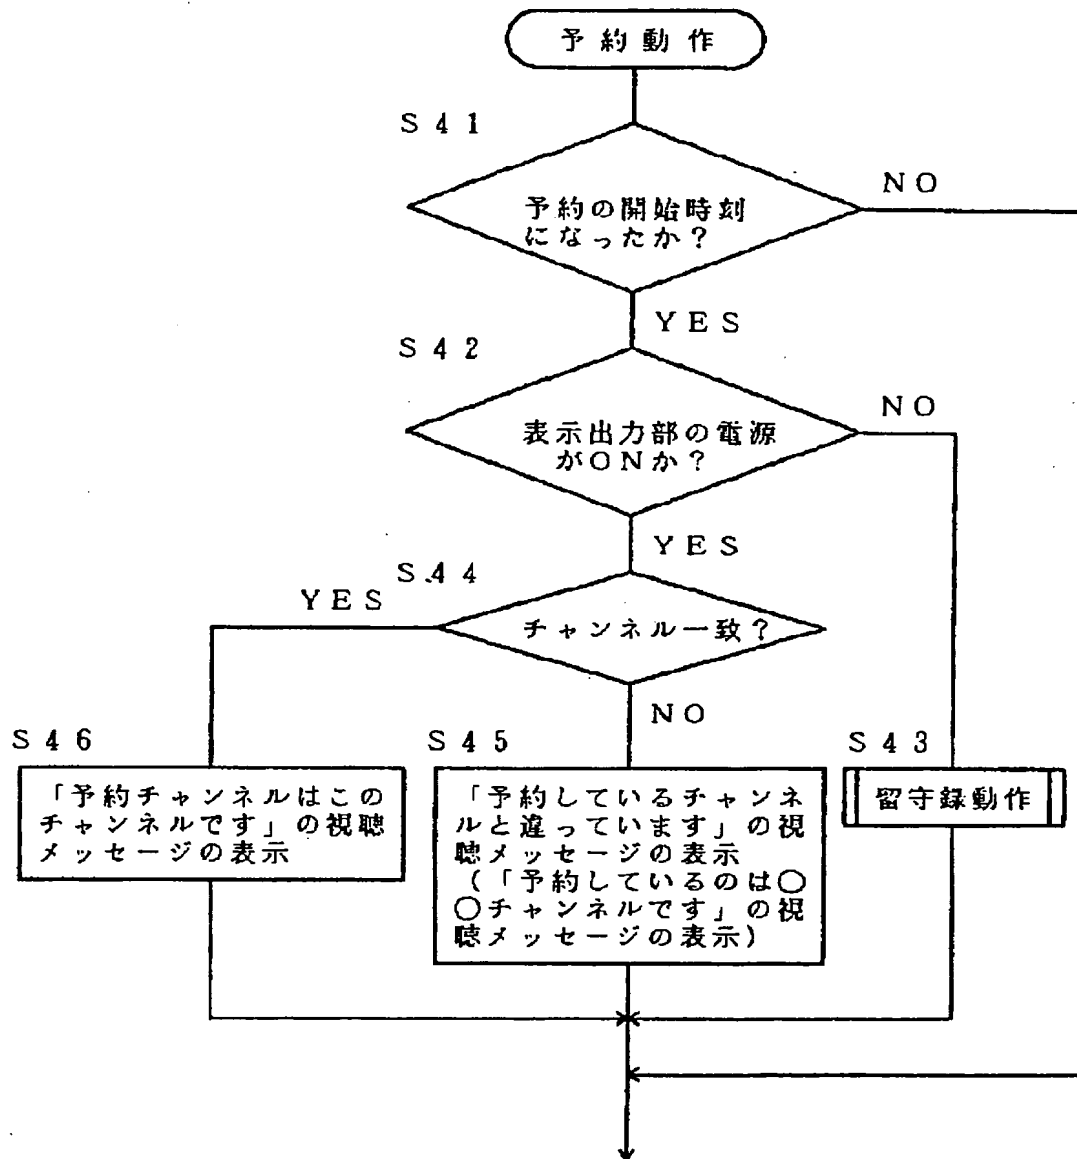 予約動作
S41
NO
予約の開始時刻
になったか?
YES
S42
NO
表示出力部の電源
がONか?
YES
S44
YES
チャンネル一致?
NO
S46
「予約チャンネルはこの
チャンネルです」の視聴
メッセージの表示
S45
「予約しているチャンネ
ルと違っています」の視
聴メッセージの表示
(「予約しているのは〇
〇チャンネルです」の視
聴メッセージの表示)
S43
留守録動作